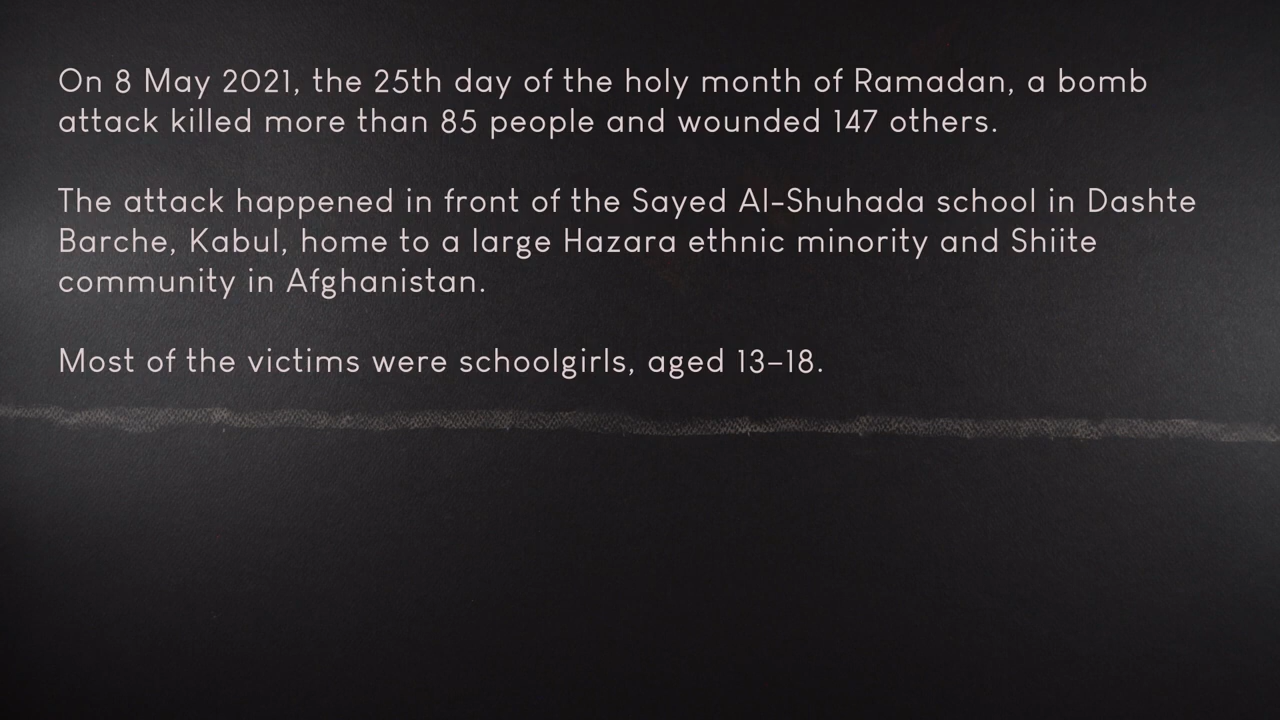 On 8 May 2021, the 25th day of the holy month of Ramadan, a bomb
attack killed more than 85 people and wounded 147 others.
The attack happened in front of the Sayed Al-Shuhada school in Dashte
Barche, Kabul, home to a large Hazara ethnic minority and Shiite
community in Afghanistan.
Most of the victims were schoolgirls, aged 13–18.